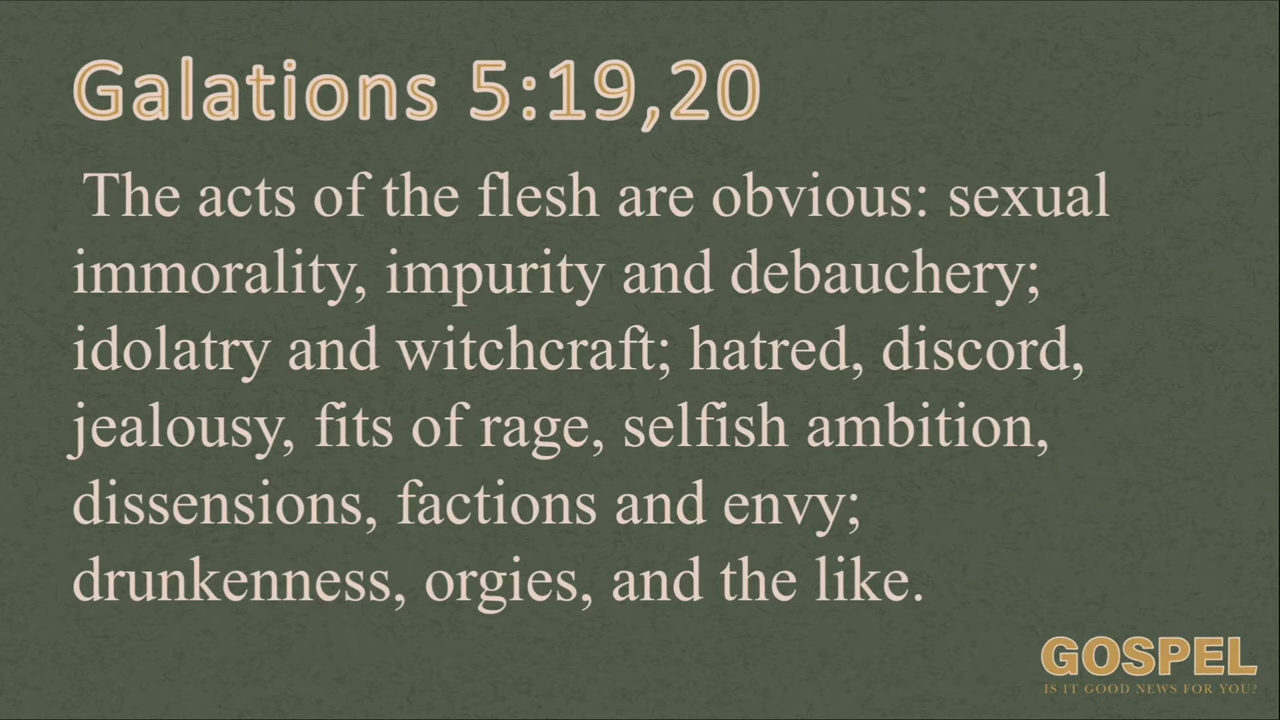 Galations 5:19,20
The acts of the flesh are obvious: sexual
immorality, impurity and debauchery;
idolatry and witchcraft; hatred, discord,
jealousy, fits of rage, selfish ambition,
dissensions, factions and envy;
drunkenness, orgies, and the like.
GOSPEL
IS IT GOOD NEWS FOR YOU?